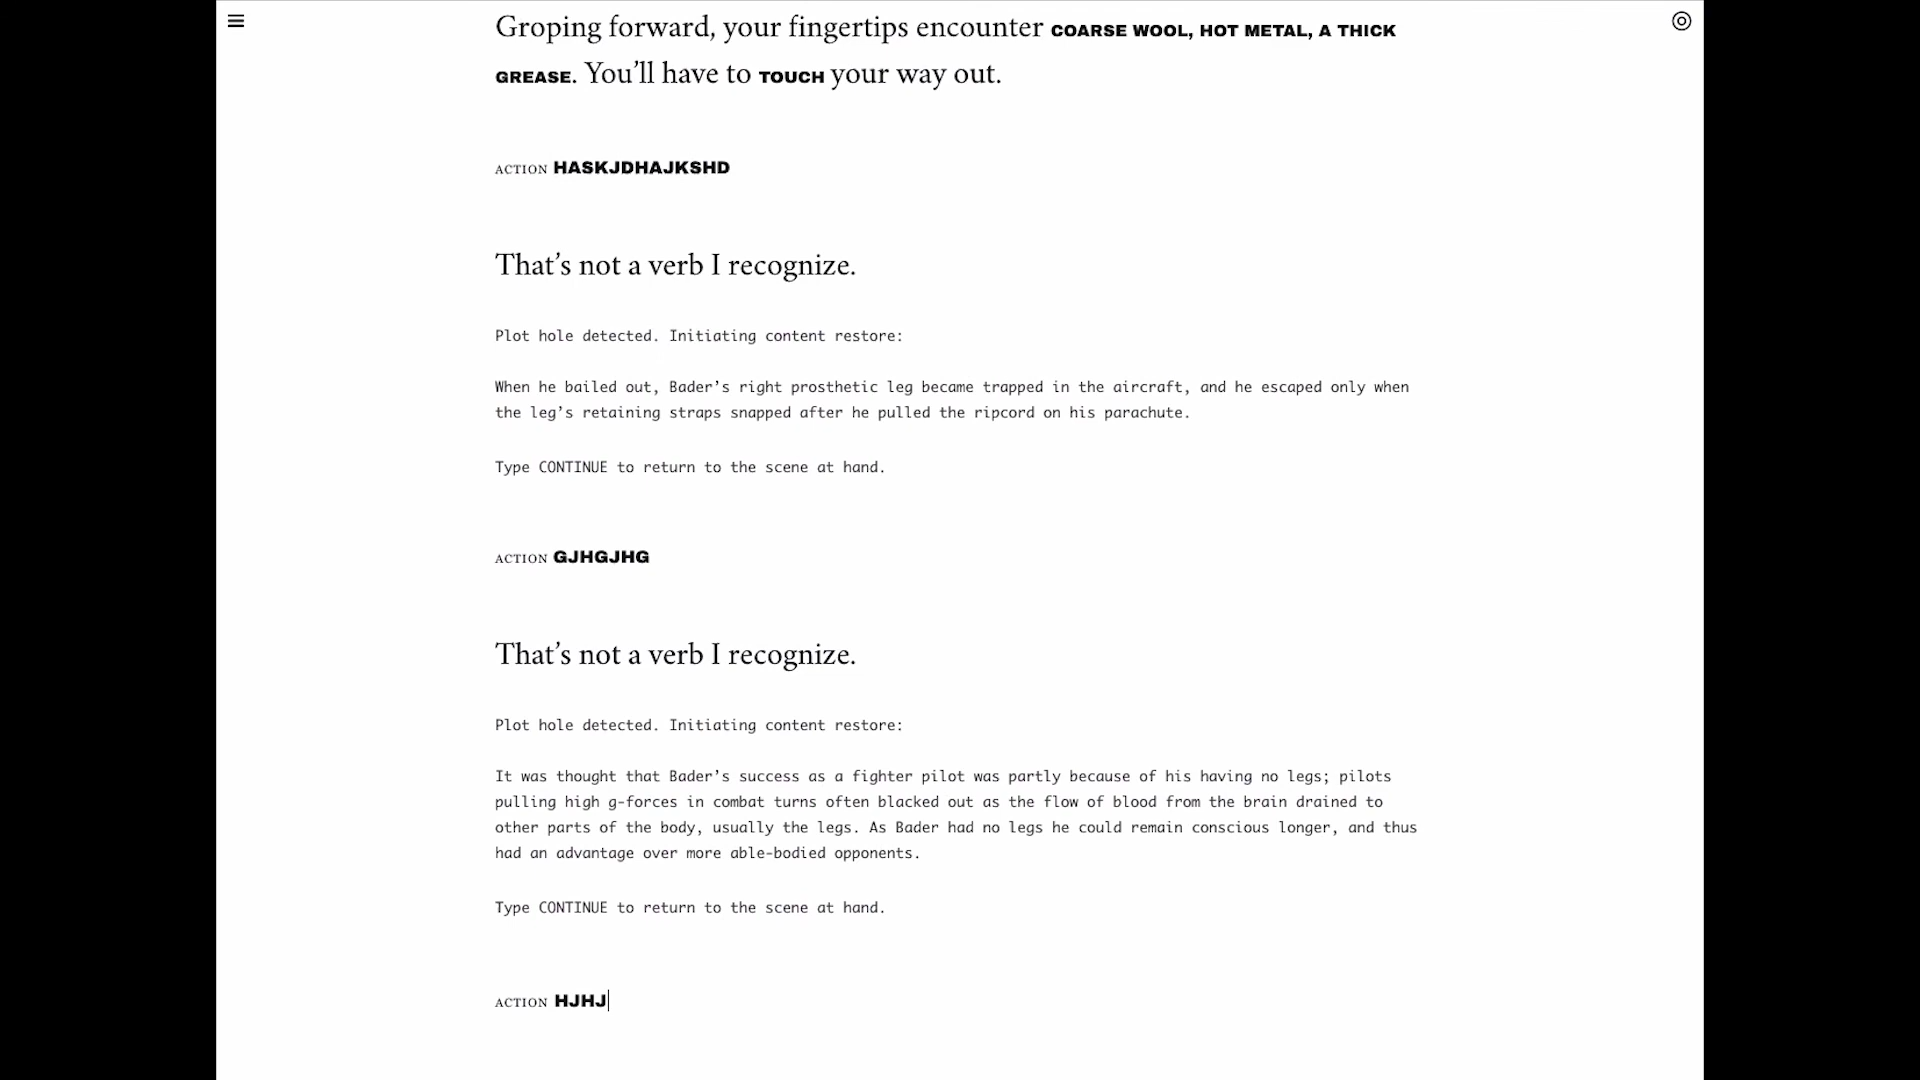 Groping forward, your fingertips encounter COARSE WOOL, HOT METAL, A THICK
GREASE. You’ll have to TOUCH your way out.
ACTION HASKJDHAJKSHD
That’s not a verb I recognize.
Plot hole detected. Initiating content restore:
When he bailed out, Bader’s right prosthetic leg became trapped in the aircraft, and he escaped only when
the leg’s retaining straps snapped after he pulled the ripcord on his parachute.
Type CONTINUE to return to the scene at hand.
ACTION GJHGJHG
That’s not a verb I recognize.
Plot hole detected. Initiating content restore:
It was thought that Bader’s success as a fighter pilot was partly because of his having no legs; pilots
pulling high g-forces in combat turns often blacked out as the flow of blood from the brain drained to
other parts of the body, usually the legs. As Bader had no legs he could remain conscious longer, and thus
had an advantage over more able-bodied opponents.
Type CONTINUE to return to the scene at hand.
ACTION HJHJ